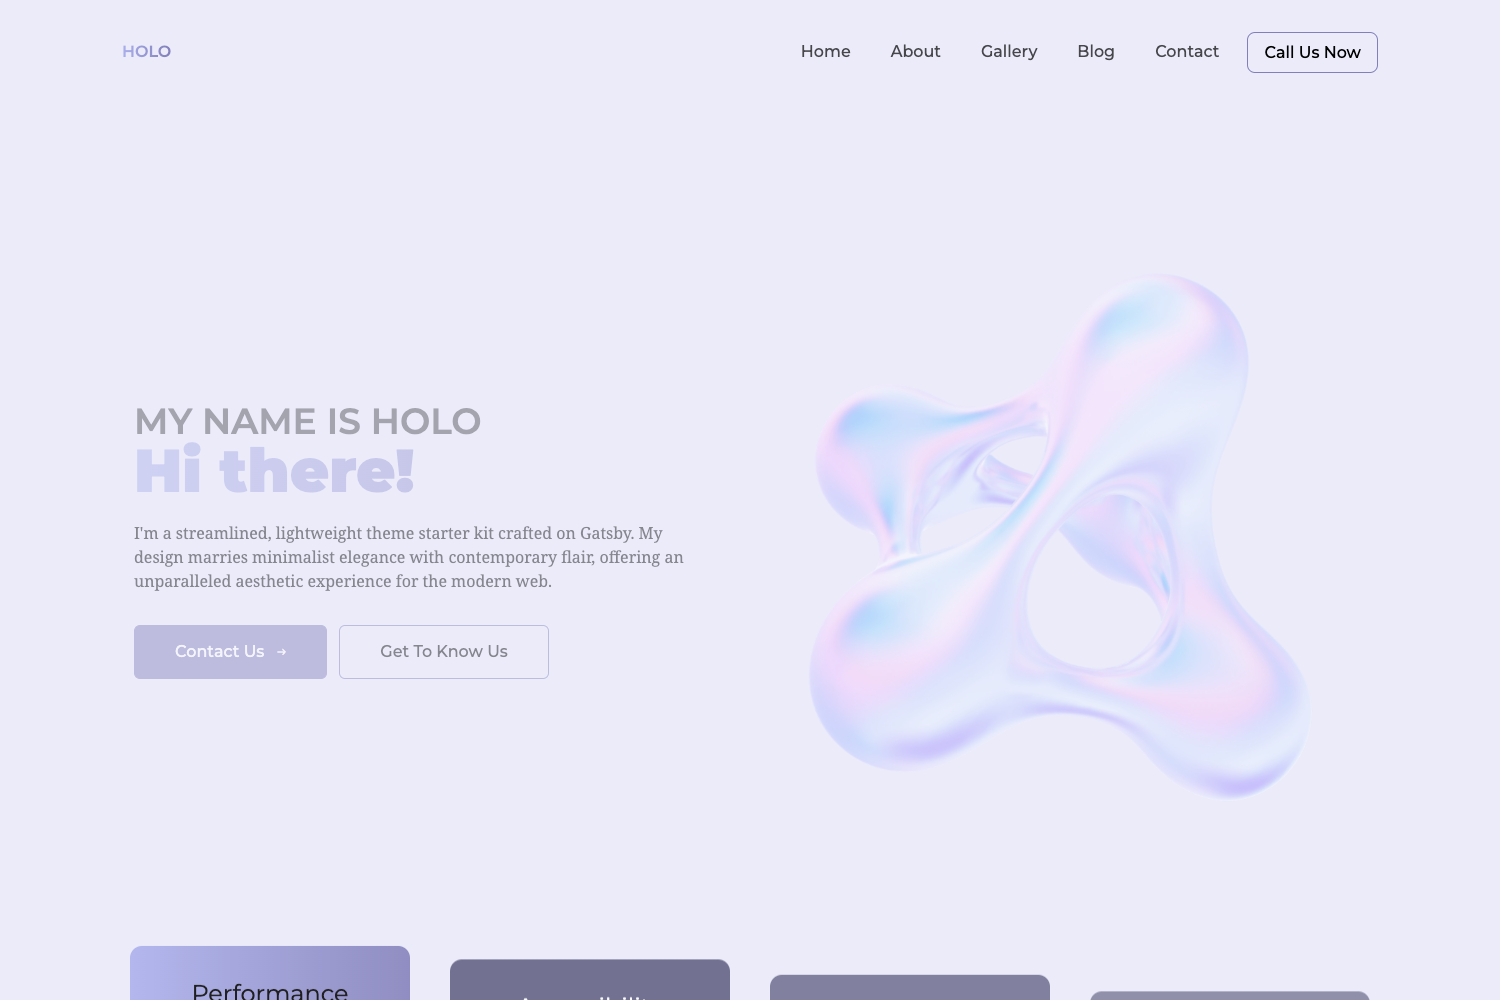 HOLO
Home
About
Gallery
Blog
Contact
Call Us Now
MY NAME IS HOLO
Hi there!
I'm a streamlined, lightweight theme starter kit crafted on Gatsby. My
design marries minimalist elegance with contemporary flair, offering an
unparalleled aesthetic experience for the modern web.
Contact Us →
Get To Know Us
Performance